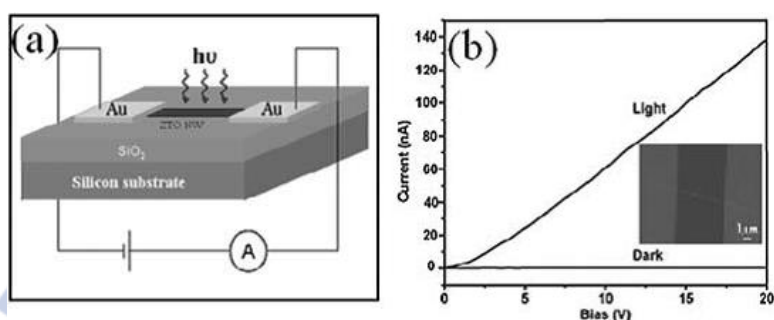 (a)
hυ
Au
Au
ZTO NW
SiO₂
Silicon substrate
A
(b)
Current (nA)
140
120
100
80
60
40
20
0
Light
Dark
0
5
10
15
20
Bias (V)